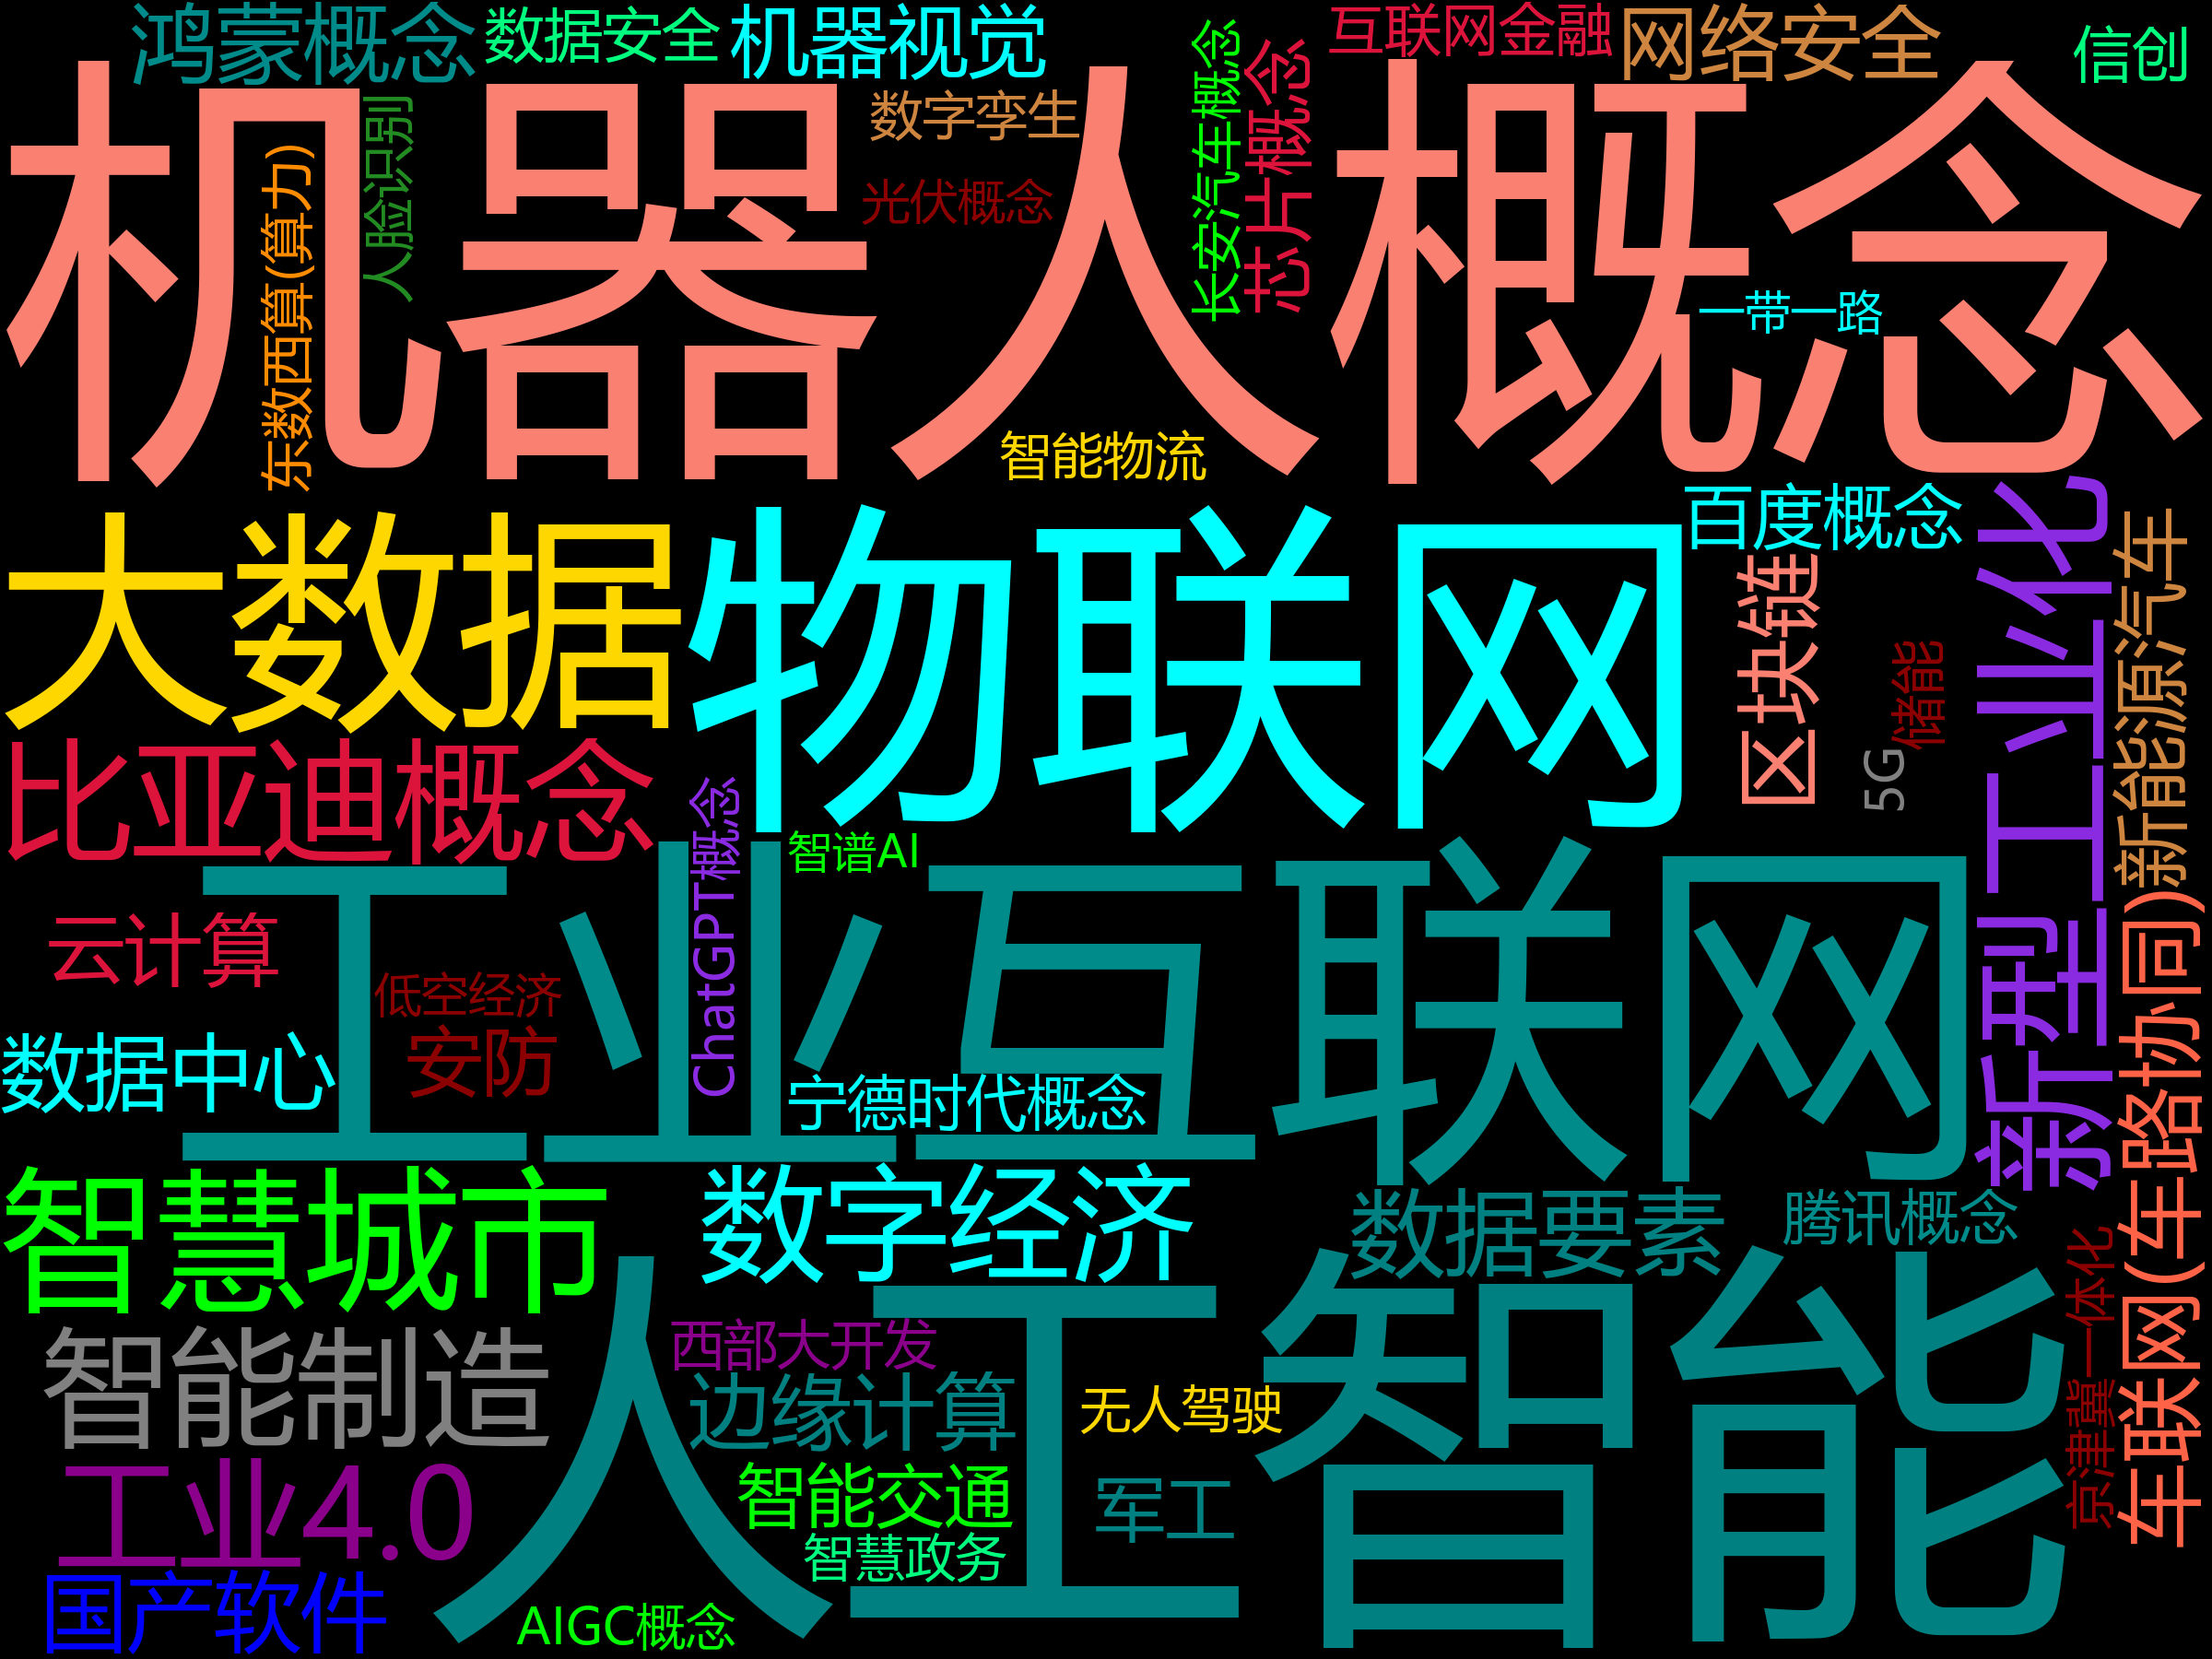 鸿蒙概念
数据安全
机器视觉
互联网金融
网络安全
信创
机器人概念
数字孪生
光伏概念
人脸识别
东数西算(算力)
长安汽车概念
芯片概念
一带一路
智能物流
大数据
物联网
百度概念
区块链
储能
5G
新型工业化
新能源汽车
比亚迪概念
智谱AI
ChatGPT概念
工业互联网
云计算
低空经济
安防
数据中心
宁德时代概念
车联网(车路协同)
智慧城市
数字经济
数据要素
腾讯概念
京津冀一体化
人工智能
智能制造
西部大开发
边缘计算
无人驾驶
工业4.0
智能交通
军工
智慧政务
国产软件
AIGC概念